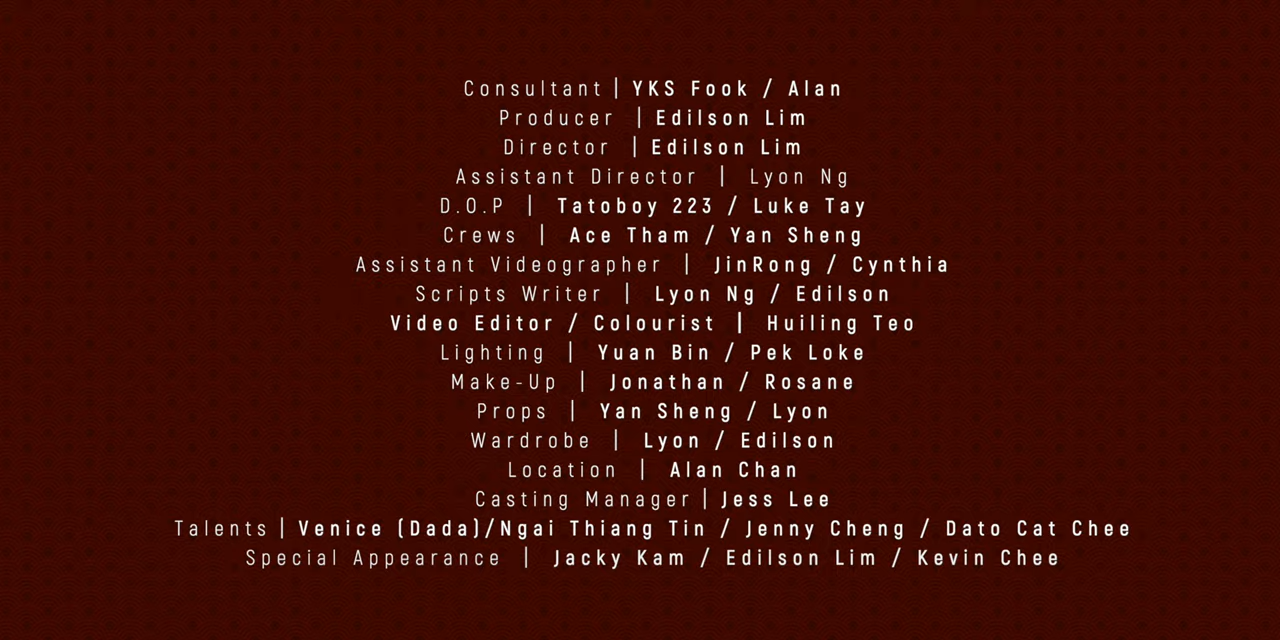 Consultant | YKS Fook / Alan
Producer | Edilson Lim
Director | Edilson Lim
Assistant Director | Lyon Ng
D.O.P | Tatoboy 223 / Luke Tay
Crews | Ace Tham / Yan Sheng
Assistant Videographer | JinRong / Cynthia
Scripts Writer | Lyon Ng / Edilson
Video Editor / Colourist | Huiling Teo
Lighting | Yuan Bin / Pek Loke
Make-Up | Jonathan / Rosane
Props | Yan Sheng / Lyon
Wardrobe | Lyon / Edilson
Location | Alan Chan
Casting Manager | Jess Lee
Talents | Venice (Dada)/Ngai Thiang Tin / Jenny Cheng / Dato Cat Chee
Special Appearance | Jacky Kam / Edilson Lim / Kevin Chee